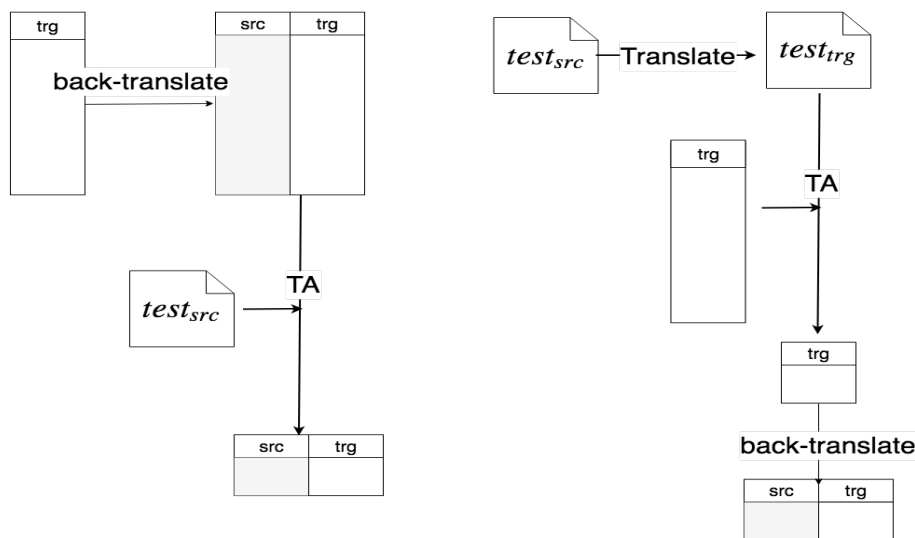 trg
src trg
back-translate
TA
test_src
src trg
test_src
Translate
test_trg
trg
TA
trg
back-translate
src trg